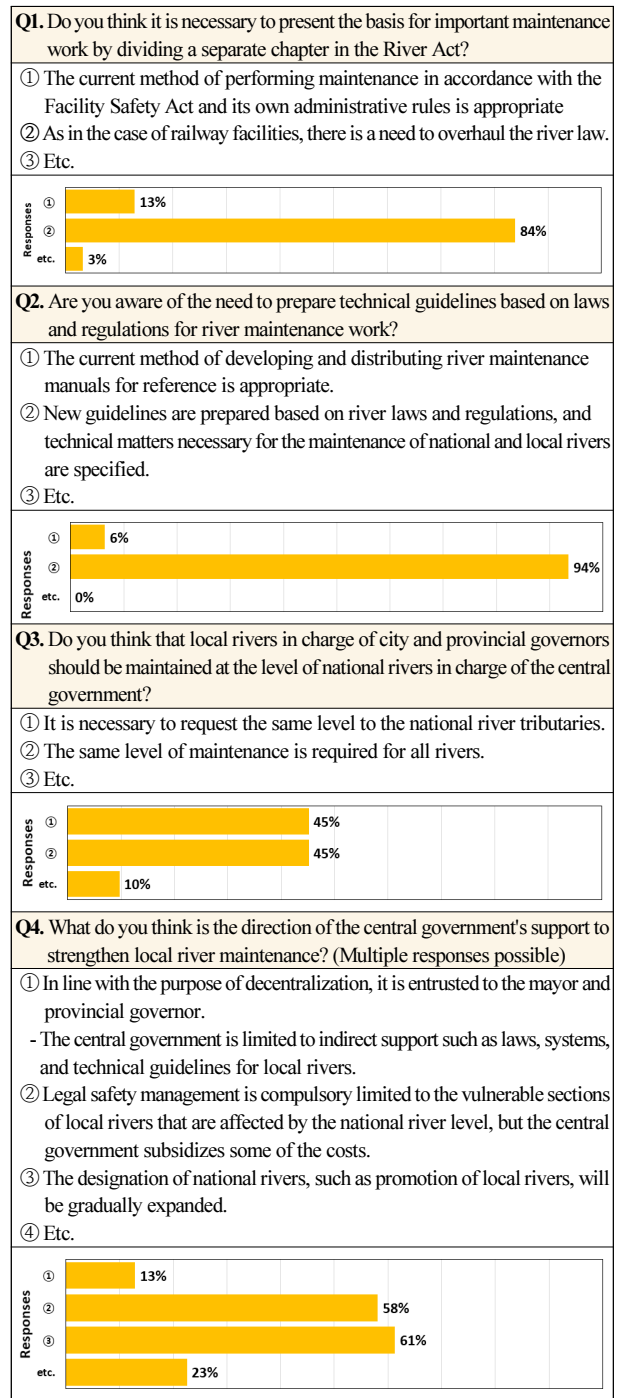 Q1. Do you think it is necessary to present the basis for important maintenance
work by dividing a separate chapter in the River Act?
① The current method of performing maintenance in accordance with the
Facility Safety Act and its own administrative rules is appropriate
② As in the case of railway facilities, there is a need to overhaul the river law.
③ Etc.
Responses
① 13%
② 84%
etc. 3%
Q2. Are you aware of the need to prepare technical guidelines based on laws
and regulations for river maintenance work?
① The current method of developing and distributing river maintenance
manuals for reference is appropriate.
② New guidelines are prepared based on river laws and regulations, and
technical matters necessary for the maintenance of national and local rivers
are specified.
③ Etc.
Responses
① 6%
② 94%
etc. 0%
Q3. Do you think that local rivers in charge of city and provincial governors
should be maintained at the level of national rivers in charge of the central
government?
① It is necessary to request the same level to the national river tributaries.
② The same level of maintenance is required for all rivers.
③ Etc.
Responses
① 45%
② 45%
etc. 10%
Q4. What do you think is the direction of the central government's support to
strengthen local river maintenance? (Multiple responses possible)
① In line with the purpose of decentralization, it is entrusted to the mayor and
provincial governor.
- The central government is limited to indirect support such as laws, systems,
and technical guidelines for local rivers.
② Legal safety management is compulsory limited to the vulnerable sections
of local rivers that are affected by the national river level, but the central
government subsidizes some of the costs.
③ The designation of national rivers, such as promotion of local rivers, will
be gradually expanded.
④ Etc.
Responses
① 13%
② 58%
③ 61%
etc. 23%